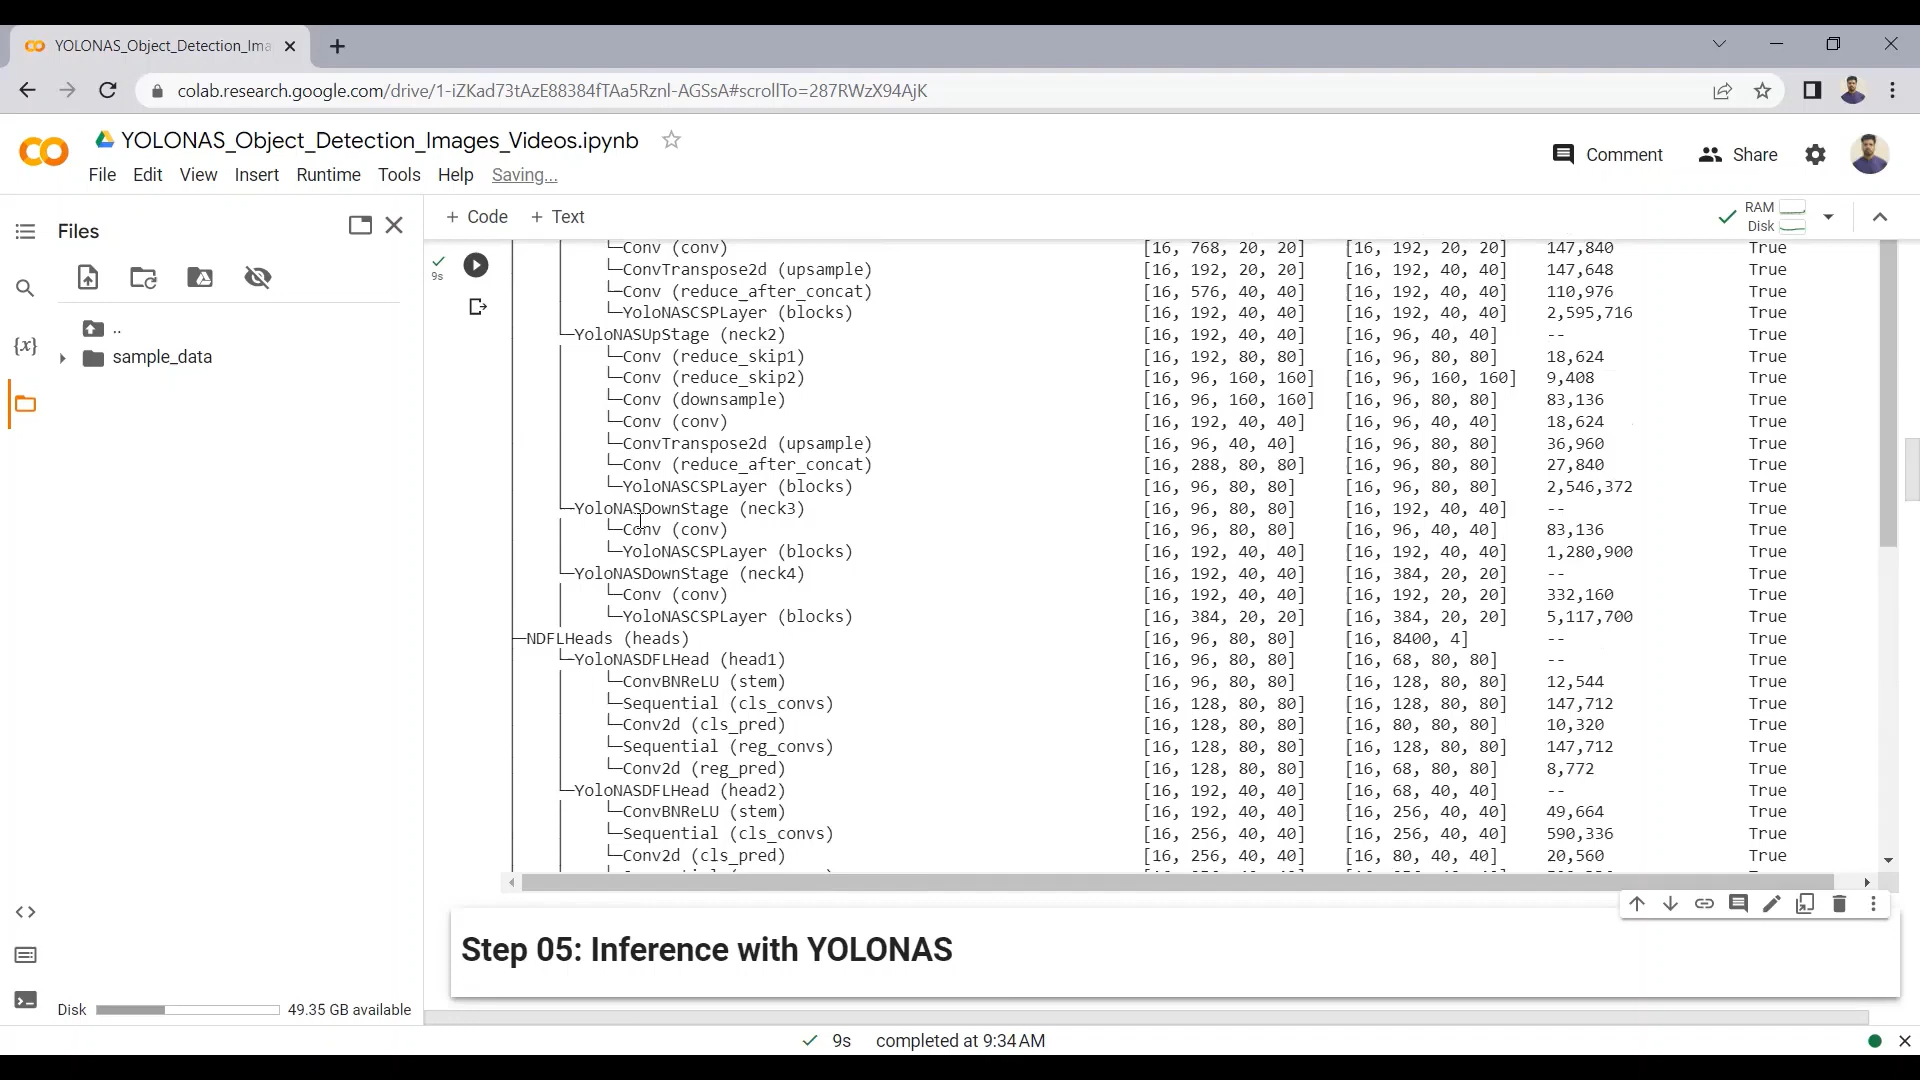 YOLONAS_Object_Detection_Ima
colab.research.google.com/drive/1-iZKad73tAzE88384fTAa5Rznl-AGSsA#scrollTo=287RWzX94AjK
YOLONAS_Object_Detection_Images_Videos.ipynb
Comment Share
File Edit View Insert Runtime Tools Help Saving...
Files
+ Code + Text
RAM
Disk
..
sample_data
{x}
9s
└─Conv (conv) [16, 768, 20, 20] [16, 192, 20, 20] 147,840 True
└─ConvTranspose2d (upsample) [16, 192, 20, 20] [16, 192, 40, 40] 147,648 True
└─Conv (reduce_after_concat) [16, 576, 40, 40] [16, 192, 40, 40] 110,976 True
└─YoloNASCSPLayer (blocks) [16, 192, 40, 40] [16, 192, 40, 40] 2,595,716 True
└─YoloNASUpStage (neck2) [16, 192, 40, 40] [16, 96, 40, 40] -- True
└─Conv (reduce_skip1) [16, 192, 80, 80] [16, 96, 80, 80] 18,624 True
└─Conv (reduce_skip2) [16, 96, 160, 160] [16, 96, 160, 160] 9,408 True
└─Conv (downsample) [16, 96, 160, 160] [16, 96, 80, 80] 83,136 True
└─Conv (conv) [16, 192, 40, 40] [16, 96, 40, 40] 18,624 True
└─ConvTranspose2d (upsample) [16, 96, 40, 40] [16, 96, 80, 80] 36,960 True
└─Conv (reduce_after_concat) [16, 288, 80, 80] [16, 96, 80, 80] 27,840 True
└─YoloNASCSPLayer (blocks) [16, 96, 80, 80] [16, 96, 80, 80] 2,546,372 True
└─YoloNASDownStage (neck3) [16, 96, 80, 80] [16, 192, 40, 40] -- True
└─Conv (conv) [16, 96, 80, 80] [16, 96, 40, 40] 83,136 True
└─YoloNASCSPLayer (blocks) [16, 192, 40, 40] [16, 192, 40, 40] 1,280,900 True
└─YoloNASDownStage (neck4) [16, 192, 40, 40] [16, 384, 20, 20] -- True
└─Conv (conv) [16, 192, 40, 40] [16, 192, 20, 20] 332,160 True
└─YoloNASCSPLayer (blocks) [16, 384, 20, 20] [16, 384, 20, 20] 5,117,700 True
├─NDFLHeads (heads) [16, 96, 80, 80] [16, 8400, 4] -- True
└─YoloNASDFLHead (head1) [16, 96, 80, 80] [16, 68, 80, 80] -- True
└─ConvBNReLU (stem) [16, 96, 80, 80] [16, 128, 80, 80] 12,544 True
└─Sequential (cls_convs) [16, 128, 80, 80] [16, 128, 80, 80] 147,712 True
└─Conv2d (cls_pred) [16, 128, 80, 80] [16, 80, 80, 80] 10,320 True
└─Sequential (reg_convs) [16, 128, 80, 80] [16, 128, 80, 80] 147,712 True
└─Conv2d (reg_pred) [16, 128, 80, 80] [16, 68, 80, 80] 8,772 True
└─YoloNASDFLHead (head2) [16, 192, 40, 40] [16, 68, 40, 40] -- True
└─ConvBNReLU (stem) [16, 192, 40, 40] [16, 256, 40, 40] 49,664 True
└─Sequential (cls_convs) [16, 256, 40, 40] [16, 256, 40, 40] 590,336 True
└─Conv2d (cls_pred) [16, 256, 40, 40] [16, 80, 40, 40] 20,560 True
Step 05: Inference with YOLONAS
Disk 49.35 GB available
9s completed at 9:34 AM